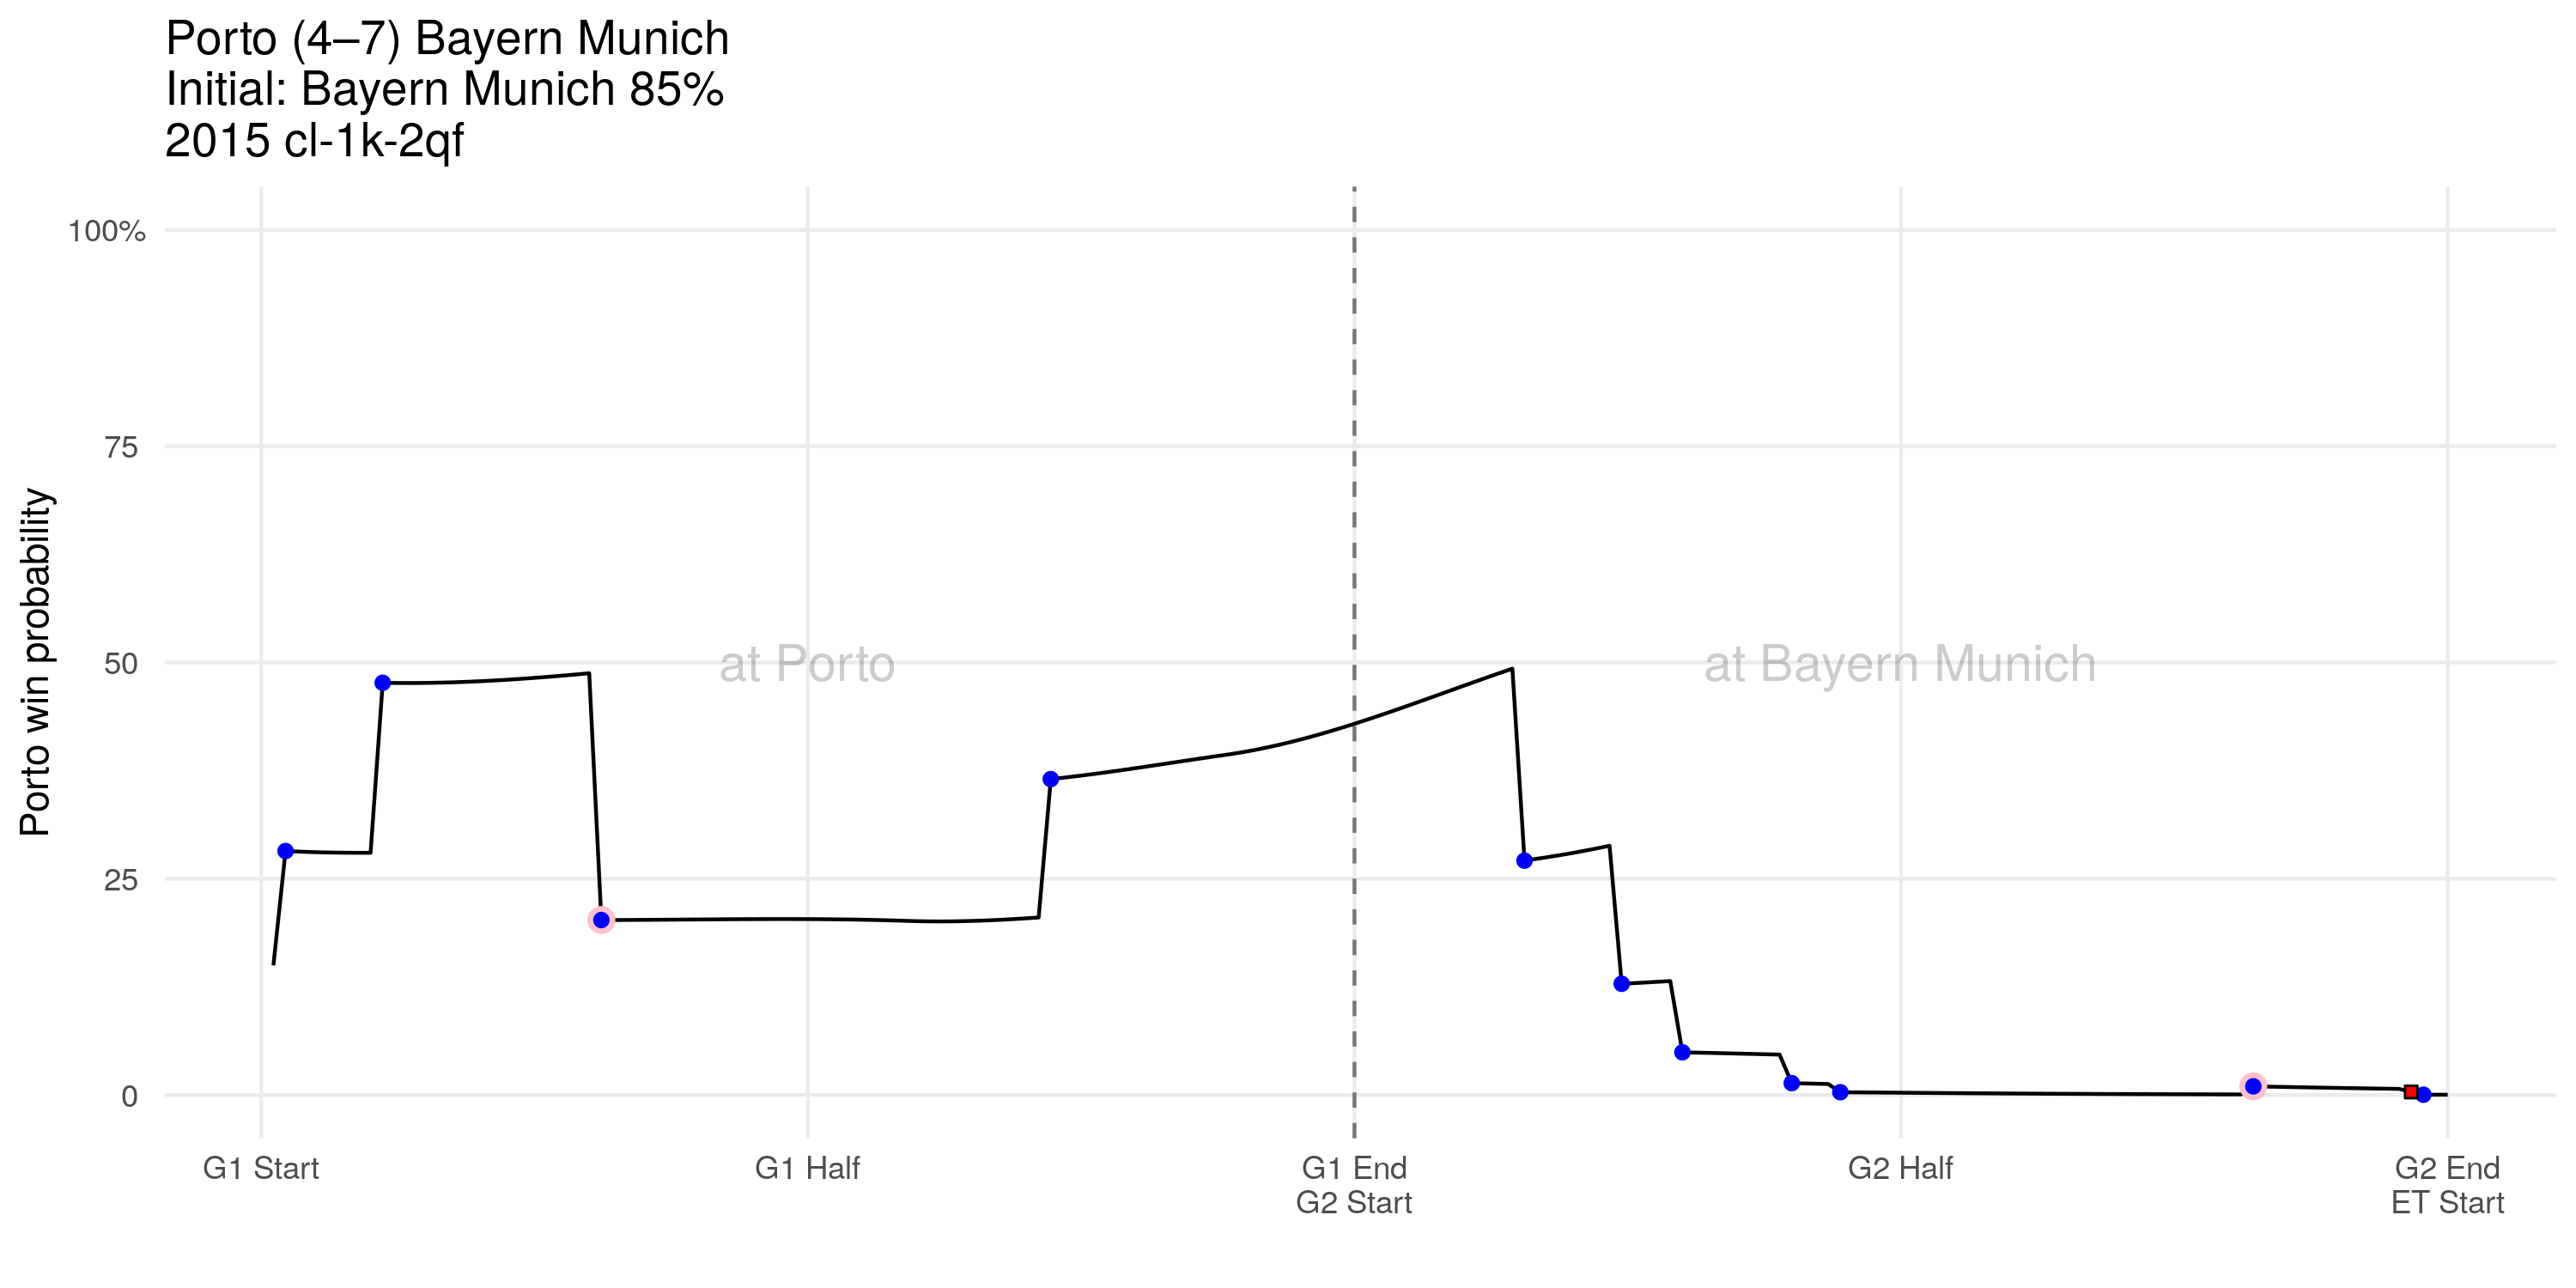 Porto (4–7) Bayern Munich
Initial: Bayern Munich 85%
2015 cl-1k-2qf
Porto win probability
100%
75
50
25
0
at Porto
at Bayern Munich
G1 Start
G1 Half
G1 End
G2 Start
G2 Half
G2 End
ET Start